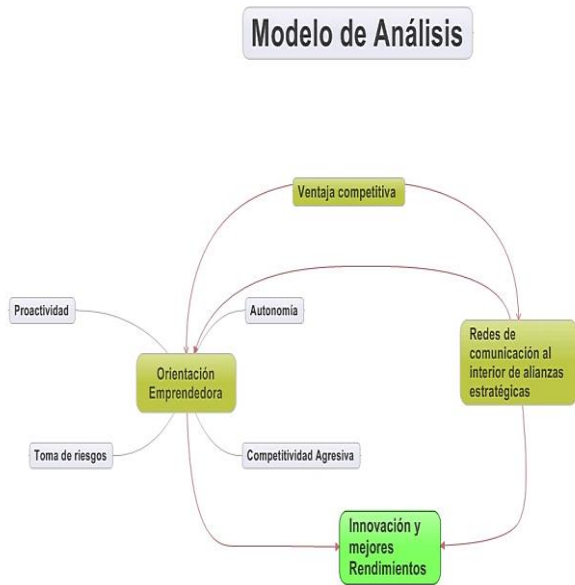 Modelo de Análisis
Ventaja competitiva
Proactividad
Autonomía
Redes de
comunicación al
interior de alianzas
estratégicas
Orientación
Emprendedora
Toma de riesgos
Competitividad Agresiva
Innovación y
mejores
Rendimientos